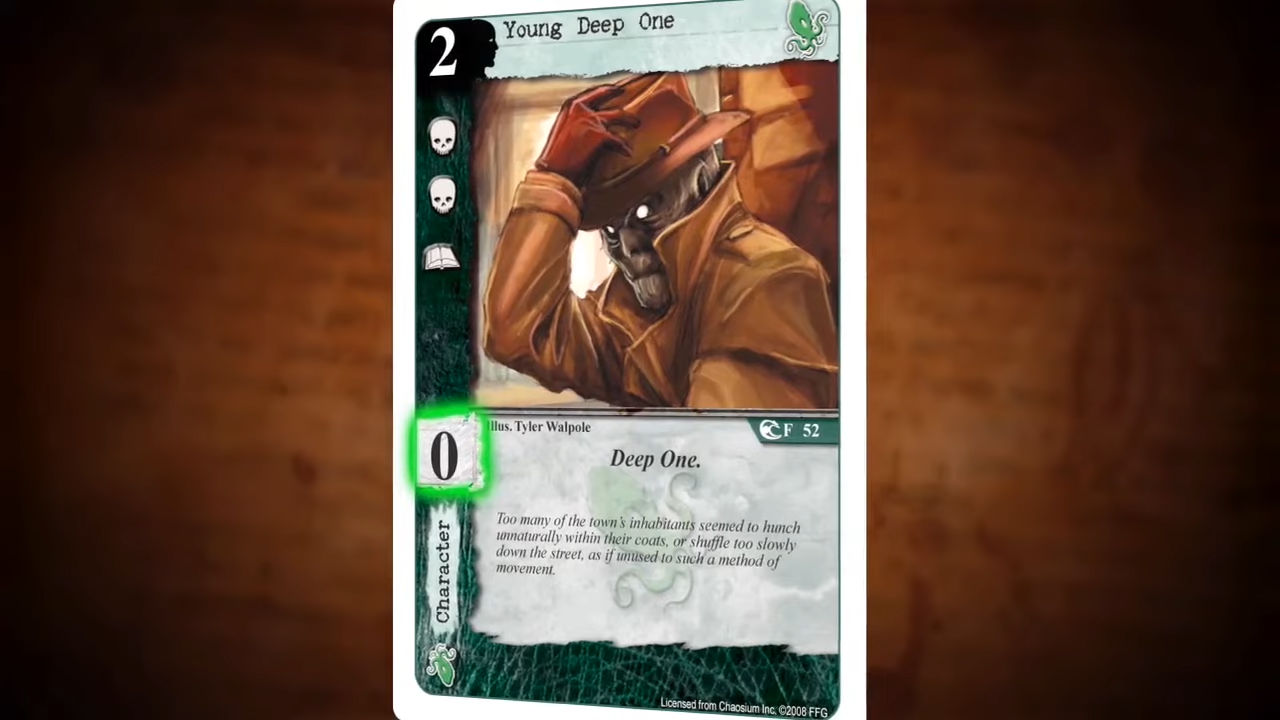 2
Young Deep One
0
Illus. Tyler Walpole
F 52
Deep One.
Too many of the town's inhabitants seemed to hunch
unnaturally within their coats, or shuffle too slowly
down the street, as if unused to such a method of
movement.
Character
Licensed from Chaosium Inc. ©2008 FFG